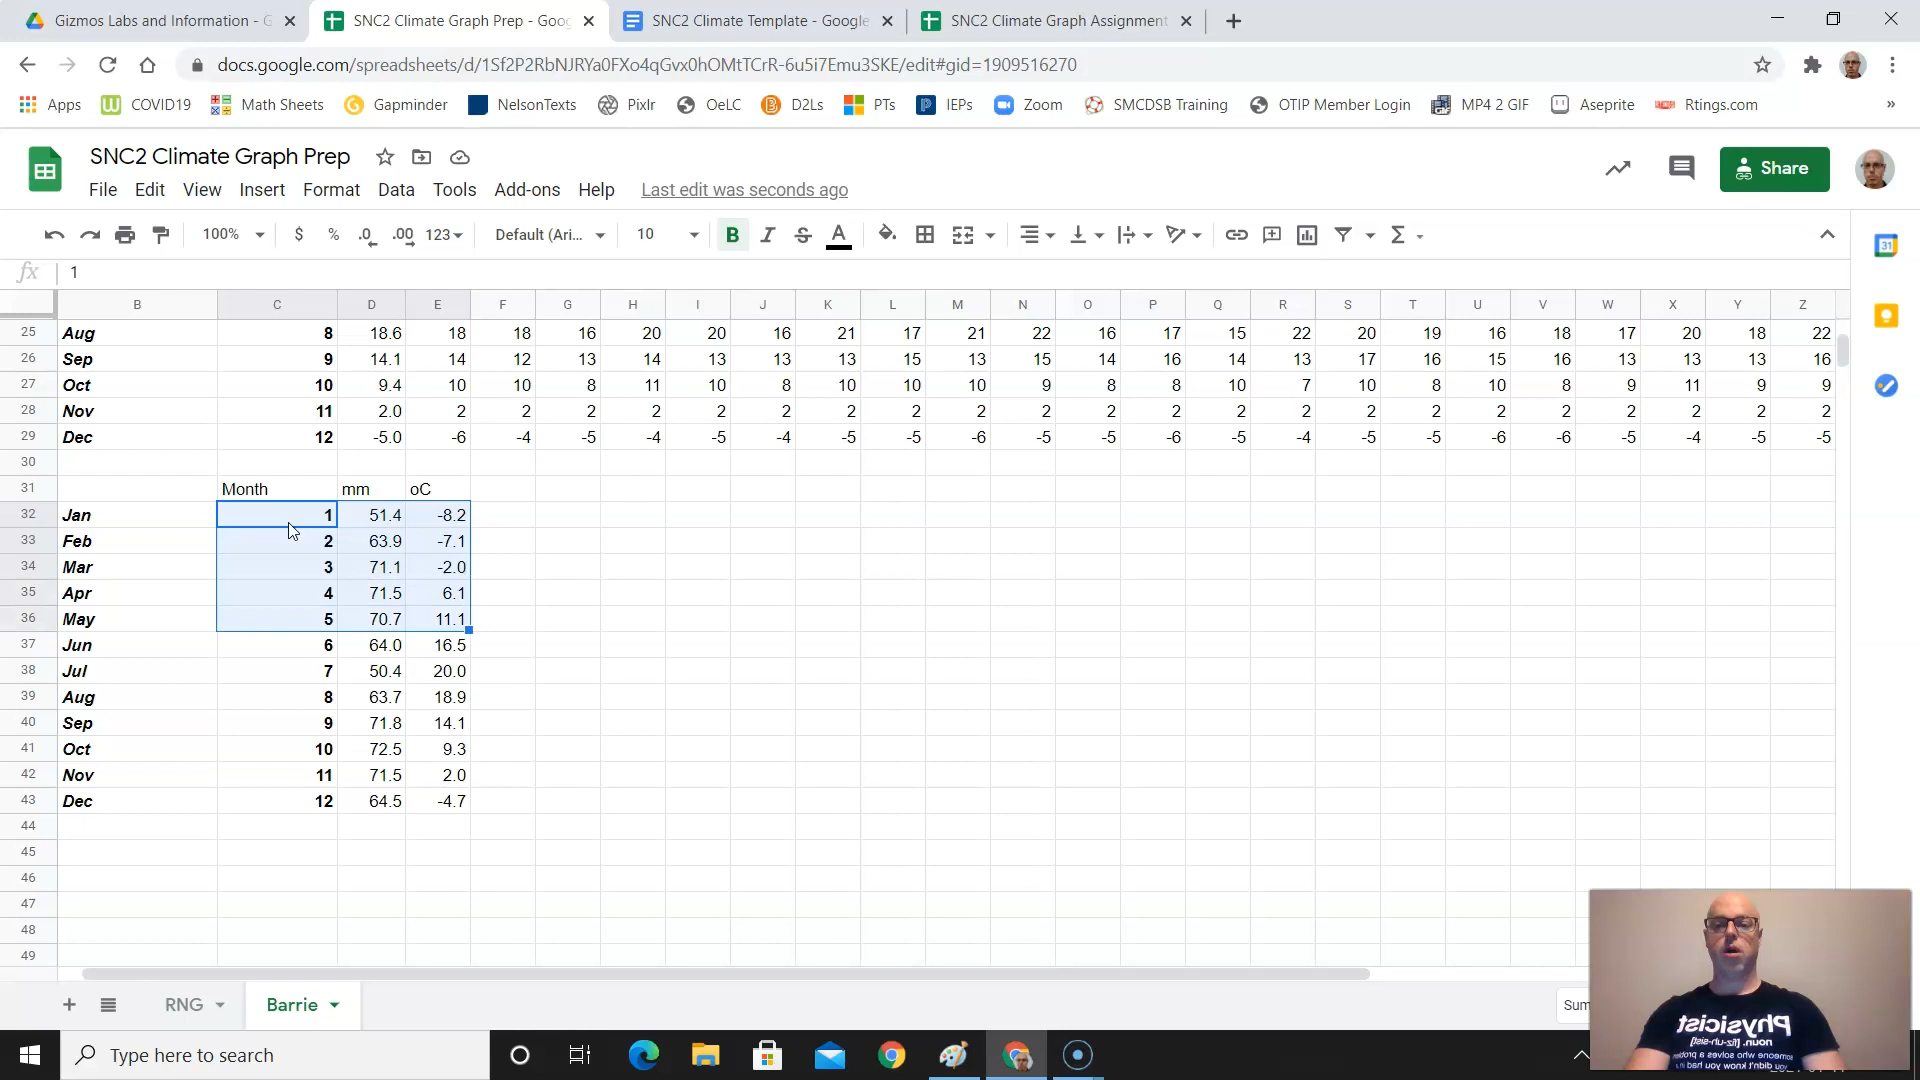 Gizmos Labs and Information - G
SNC2 Climate Graph Prep - Goog
SNC2 Climate Template - Google
SNC2 Climate Graph Assignment
docs.google.com/spreadsheets/d/1Sf2P2RbNJRYa0FXo4qGvx0hOMtTCrR-6u5i7Emu3SKE/edit#gid=1909516270
Apps COVID19 Math Sheets Gapminder NelsonTexts Pixlr OeLC D2Ls PTs IEPs Zoom SMCDSB Training OTIP Member Login MP4 2 GIF Aseprite Rtings.com »
SNC2 Climate Graph Prep
File Edit View Insert Format Data Tools Add-ons Help Last edit was seconds ago
Share
100% $ % .0 .00 123 Default (Ari... 10 B I S A Σ
31
fx 1
B C D E F G H I J K L M N O P Q R S T U V W X Y Z
25 Aug 8 18.6 18 18 16 20 20 16 21 17 21 22 16 17 15 22 20 19 16 18 17 20 18 22
26 Sep 9 14.1 14 12 13 14 13 13 13 15 13 15 14 16 14 13 17 16 15 16 13 13 13 16
27 Oct 10 9.4 10 10 8 11 10 8 10 10 10 9 8 8 10 7 10 8 10 8 9 11 9 9
28 Nov 11 2.0 2 2 2 2 2 2 2 2 2 2 2 2 2 2 2 2 2 2 2 2 2 2
29 Dec 12 -5.0 -6 -4 -5 -4 -5 -4 -5 -5 -6 -5 -5 -6 -5 -4 -5 -5 -6 -6 -5 -4 -5 -5
30
31 Month mm oC
32 Jan 1 51.4 -8.2
33 Feb 2 63.9 -7.1
34 Mar 3 71.1 -2.0
35 Apr 4 71.5 6.1
36 May 5 70.7 11.1
37 Jun 6 64.0 16.5
38 Jul 7 50.4 20.0
39 Aug 8 63.7 18.9
40 Sep 9 71.8 14.1
41 Oct 10 72.5 9.3
42 Nov 11 71.5 2.0
43 Dec 12 64.5 -4.7
44
45
46
47
48
49
RNG Barrie Sum
Physicist
noun. [fiz-uh-sist]
Type here to search